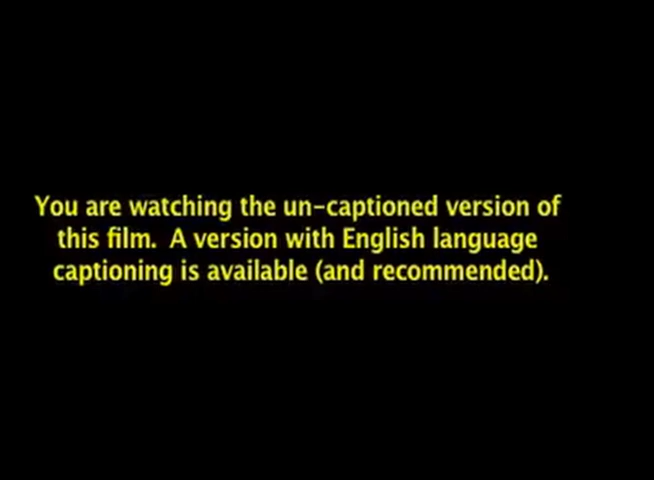 You are watching the un-captioned version of
this film.  A version with English language
captioning is available (and recommended).